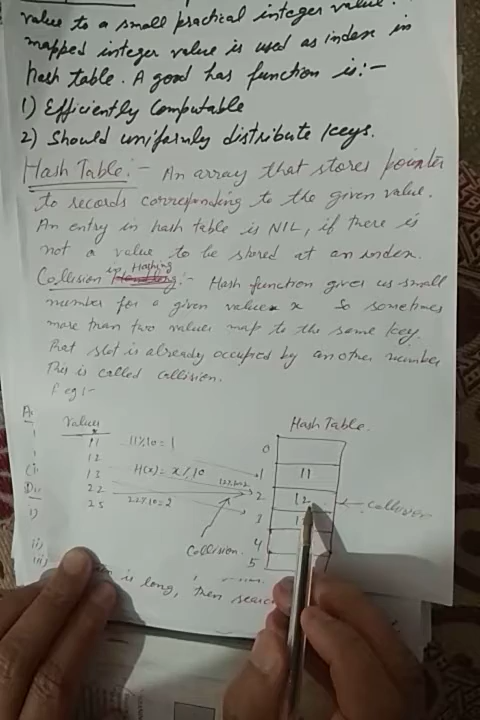 value to a small practical integer value.
mapped integer value is used as index in
hash table. A good has function is:-
1) Efficiently Computable
2) Should uniformly distribute keys.
Hash Table:- An array that stores pointer
to records corresponding to the given value.
An entry in hash table is NIL, if there is
not a value to be stored at an index.
Collision in Hashing:- Hash function gives us small
number for a given value x So sometimes
more than two values map to the same key.
That slot is already occupied by another number
This is called collision.
eg:-
Values
11 11%10=1
12
13 H(x)=x%10
22 22%10=2
25
Hash Table
0
1 11
2 12
3
4
5
Collision
Collision.
i)
ii)
iii)
is long, then search